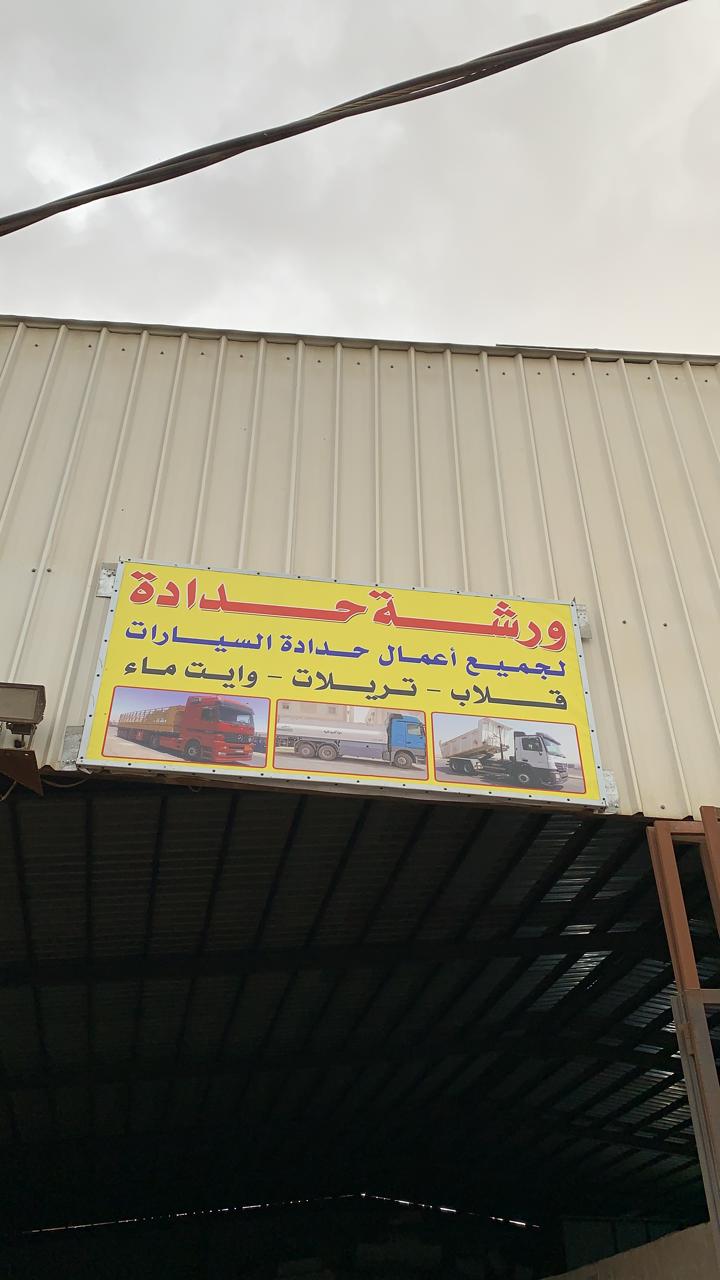 ورشة حدادة
لجميع أعمال حدادة السيارات
قلاب - تريلات - وايت ماء